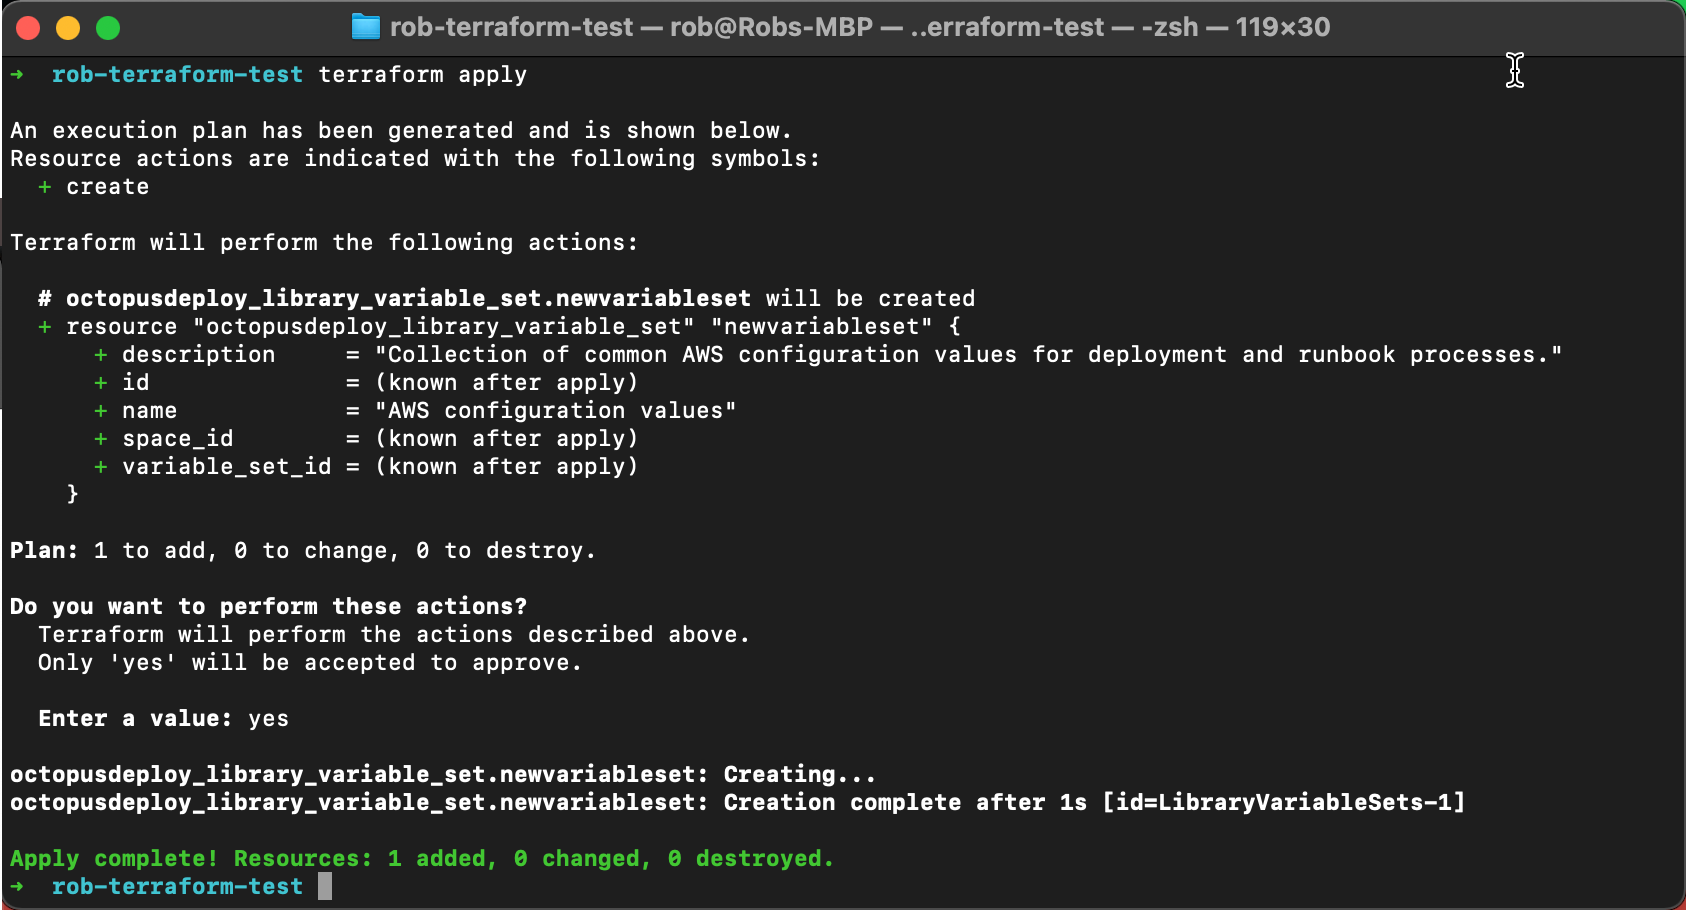 rob-terraform-test — rob@Robs-MBP — ..erraform-test — -zsh — 119×30
➜  rob-terraform-test terraform apply

An execution plan has been generated and is shown below.
Resource actions are indicated with the following symbols:
  + create

Terraform will perform the following actions:

  # octopusdeploy_library_variable_set.newvariableset will be created
  + resource "octopusdeploy_library_variable_set" "newvariableset" {
      + description     = "Collection of common AWS configuration values for deployment and runbook processes."
      + id              = (known after apply)
      + name            = "AWS configuration values"
      + space_id        = (known after apply)
      + variable_set_id = (known after apply)
    }

Plan: 1 to add, 0 to change, 0 to destroy.

Do you want to perform these actions?
  Terraform will perform the actions described above.
  Only 'yes' will be accepted to approve.

  Enter a value: yes

octopusdeploy_library_variable_set.newvariableset: Creating...
octopusdeploy_library_variable_set.newvariableset: Creation complete after 1s [id=LibraryVariableSets-1]

Apply complete! Resources: 1 added, 0 changed, 0 destroyed.
➜  rob-terraform-test